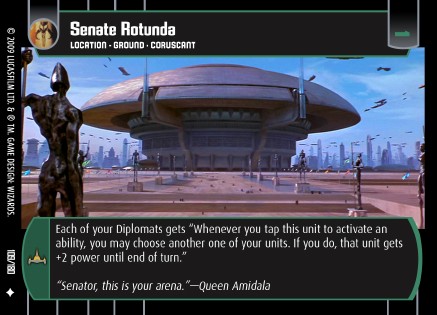 Senate Rotunda
LOCATION · GROUND · CORUSCANT
Each of your Diplomats gets “Whenever you tap this unit to activate an
ability, you may choose another one of your units. If you do, that unit gets
+2 power until end of turn.”
“Senator, this is your arena.”—Queen Amidala
© 2009 LUCASFILM LTD. & ® TM. GAME DESIGN: WIZARDS.